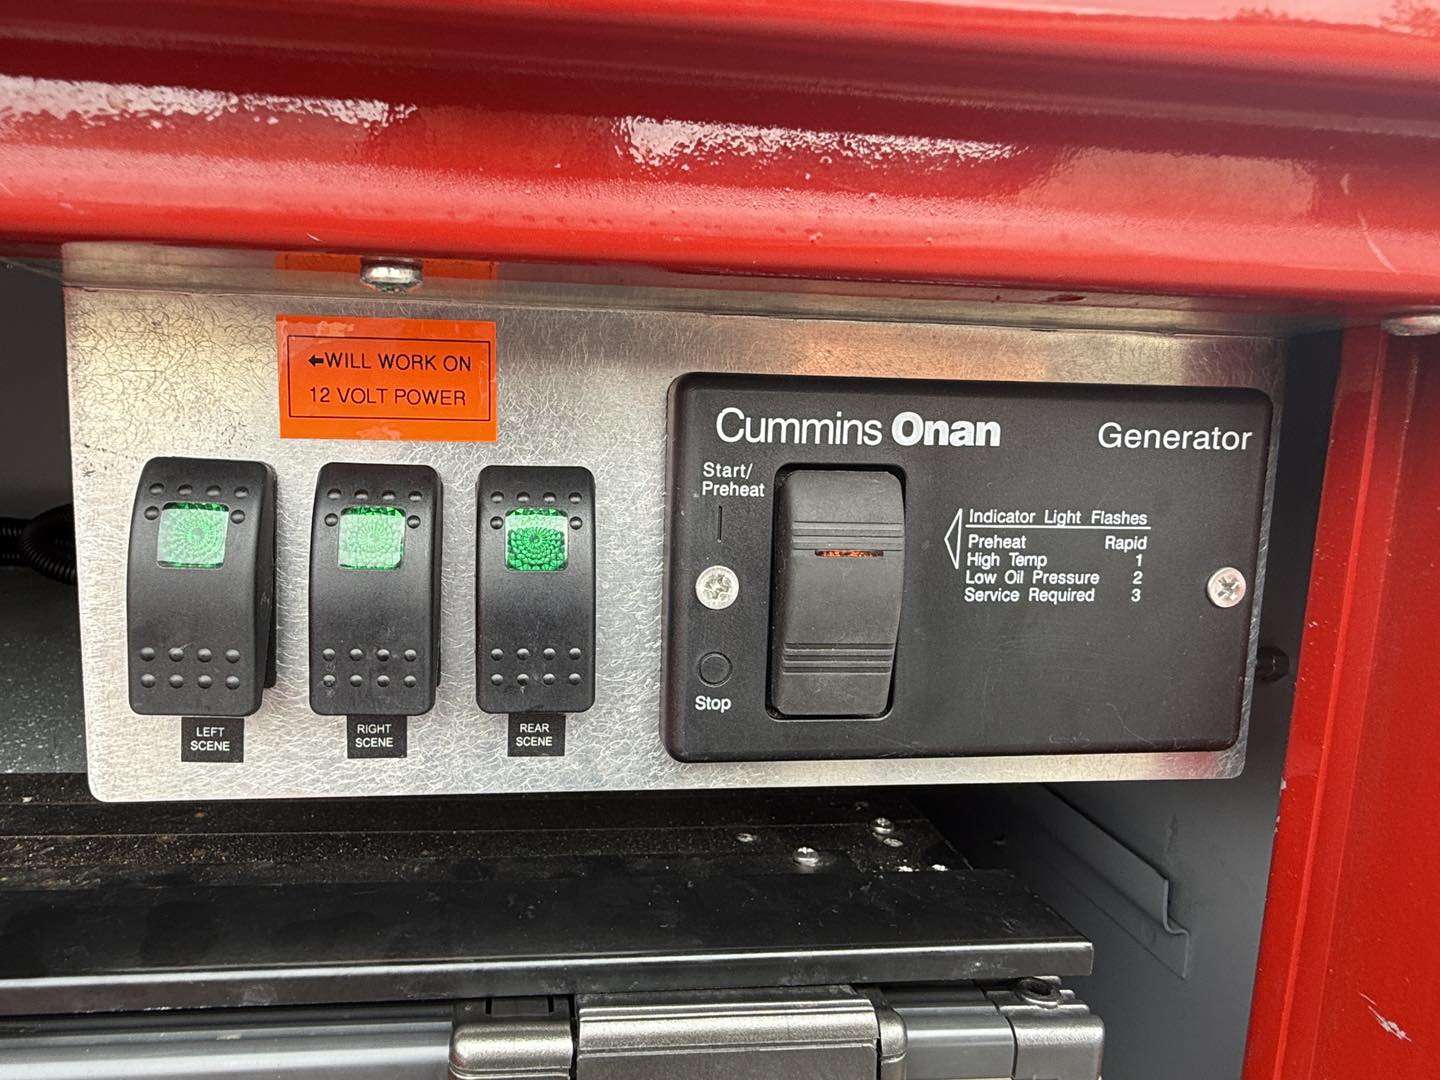 ←WILL WORK ON
12 VOLT POWER
LEFT
SCENE
RIGHT
SCENE
REAR
SCENE
Cummins Onan
Generator
Start/
Preheat
Stop
Indicator Light Flashes
Preheat Rapid
High Temp 1
Low Oil Pressure 2
Service Required 3